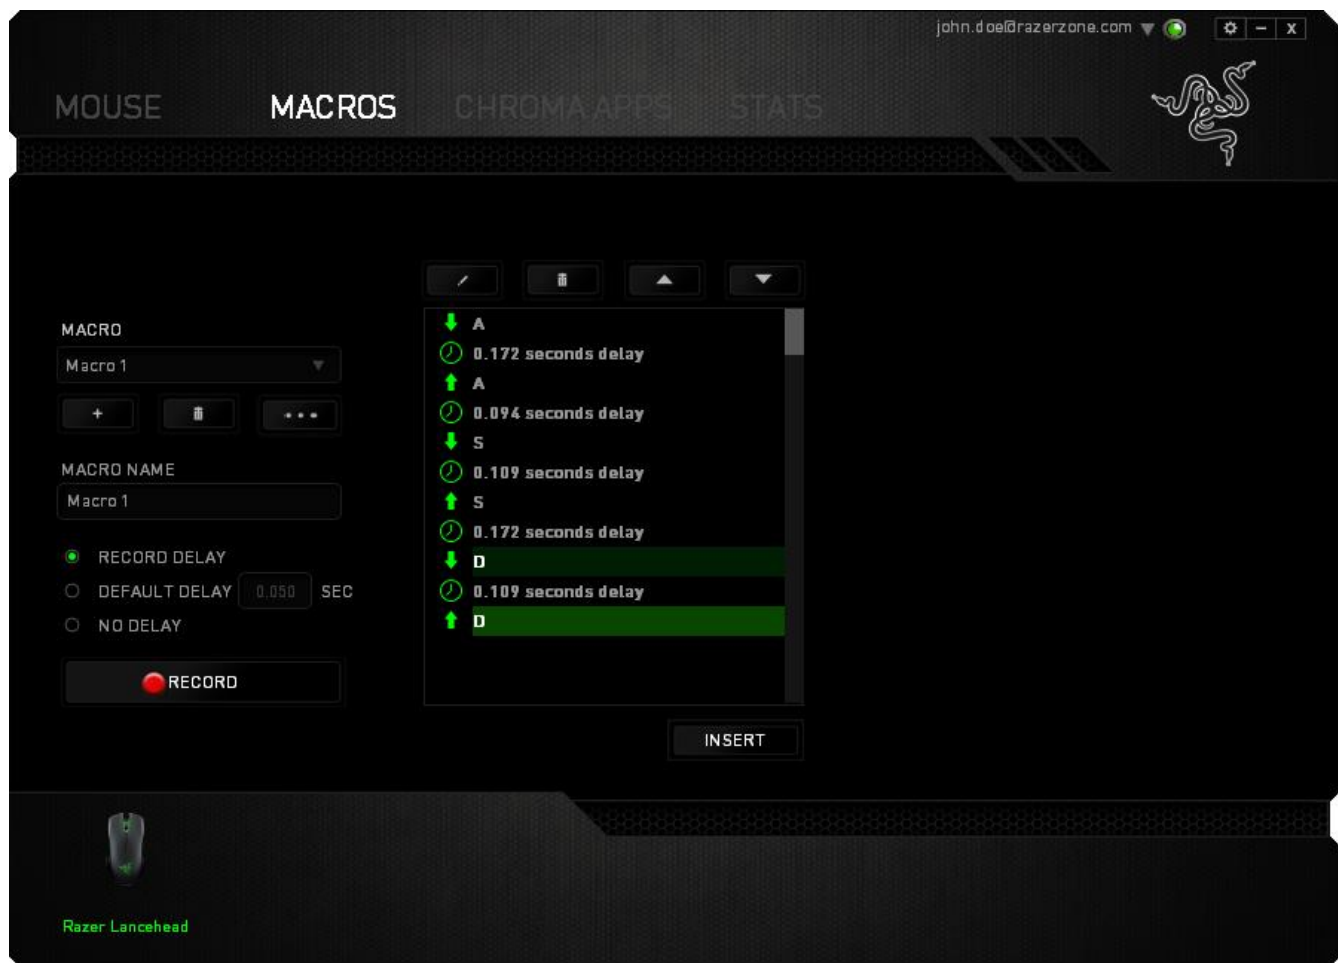 john.doe@razerzone.com
MOUSE MACROS CHROMA APPS STATS
MACRO
Macro 1
MACRO NAME
Macro 1
RECORD DELAY
DEFAULT DELAY 0.050 SEC
NO DELAY
RECORD
A
0.172 seconds delay
A
0.094 seconds delay
S
0.109 seconds delay
S
0.172 seconds delay
D
0.109 seconds delay
D
INSERT
Razer Lancehead